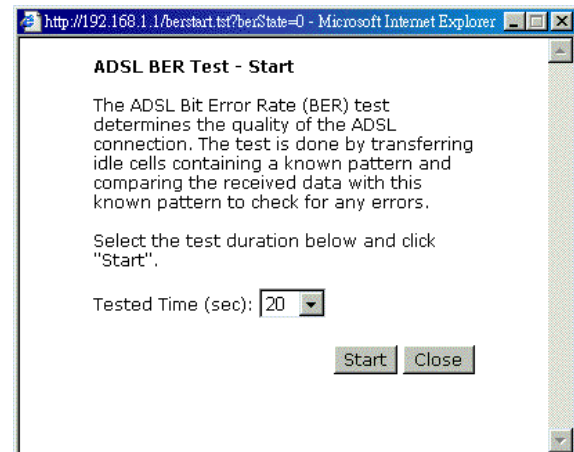 http://192.168.1.1/berstart.tst?berState=0 - Microsoft Internet Explorer
ADSL BER Test - Start
The ADSL Bit Error Rate (BER) test
determines the quality of the ADSL
connection. The test is done by transferring
idle cells containing a known pattern and
comparing the received data with this
known pattern to check for any errors.
Select the test duration below and click
"Start".
Tested Time (sec): 20
Start Close